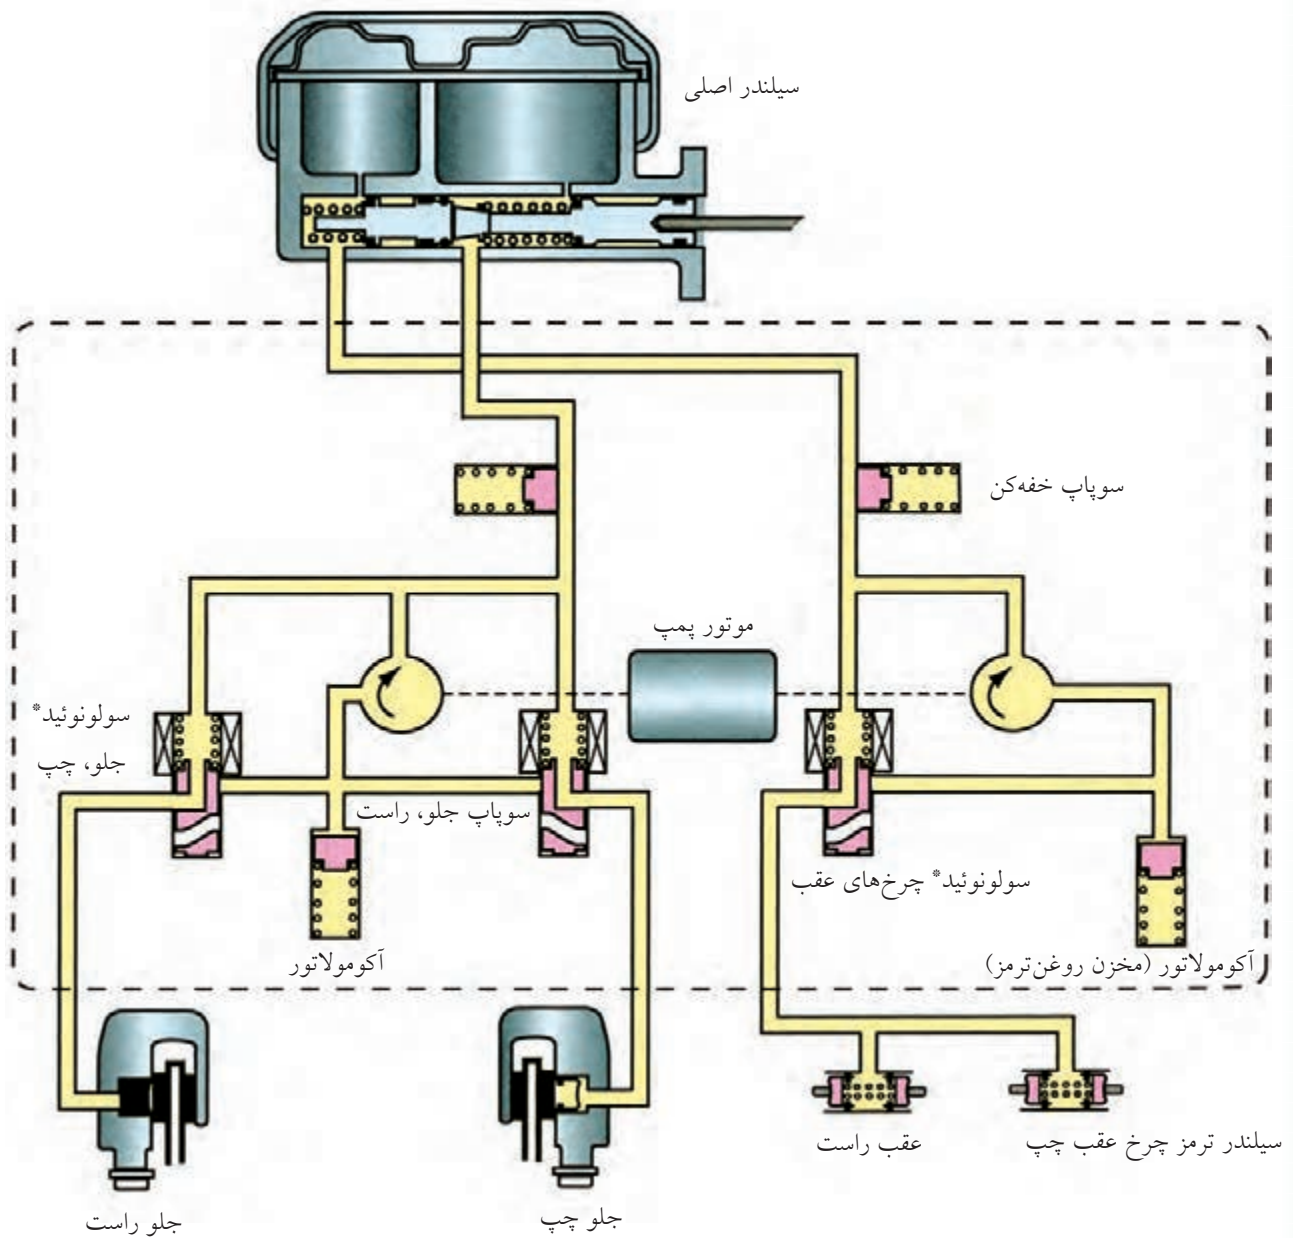 سیلندر اصلی
سوپاپ خفه‌کن
موتور پمپ
سولونوئید*
جلو، چپ
سوپاپ جلو، راست
سولونوئید* چرخ‌های عقب
آکومولاتور
آکومولاتور (مخزن روغن‌ترمز)
سیلندر ترمز چرخ عقب چپ
عقب راست
جلو چپ
جلو راست